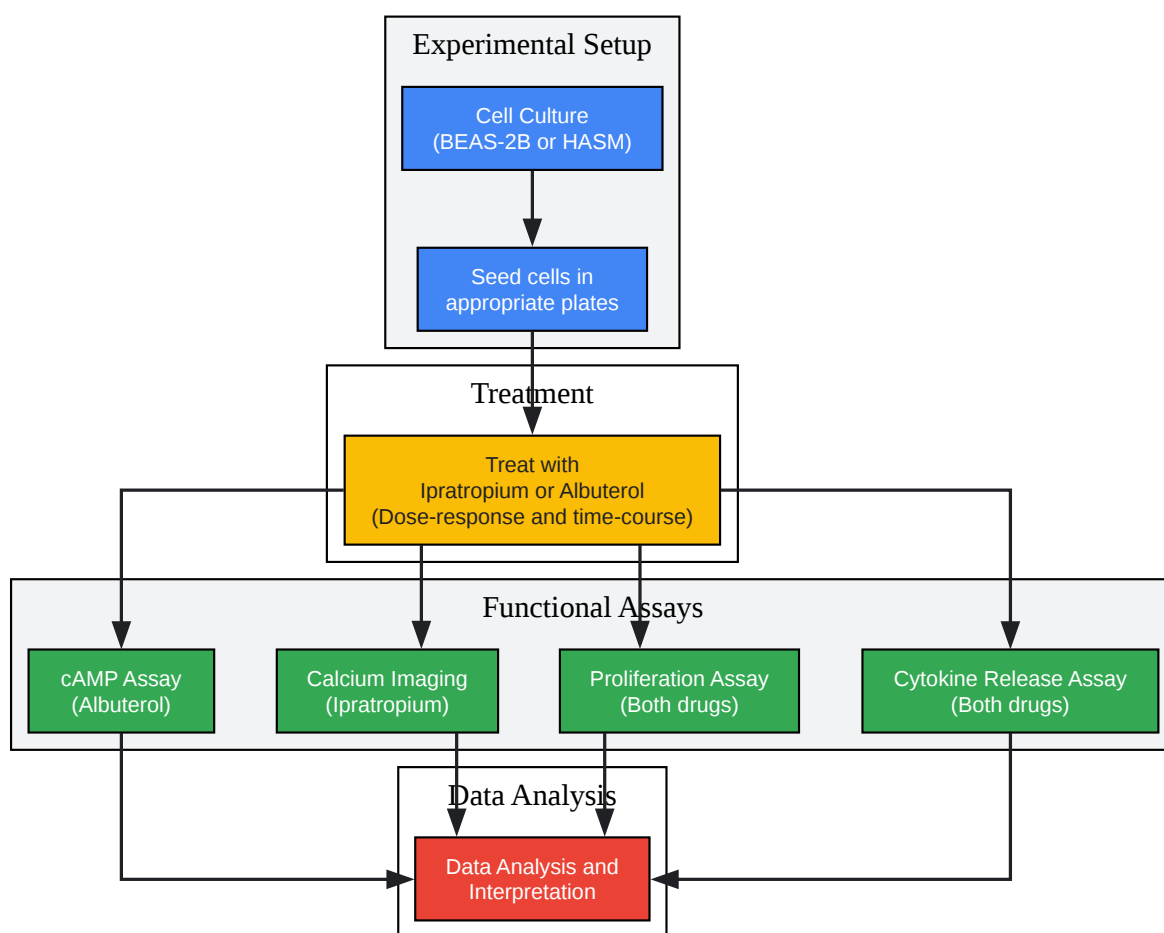 Experimental Setup
Cell Culture
(BEAS-2B or HASM)
Seed cells in
appropriate plates
Treatment
Treat with
Ipratropium or Albuterol
(Dose-response and time-course)
Functional Assays
cAMP Assay
(Albuterol)
Calcium Imaging
(Ipratropium)
Proliferation Assay
(Both drugs)
Cytokine Release Assay
(Both drugs)
Data Analysis
Data Analysis and
Interpretation